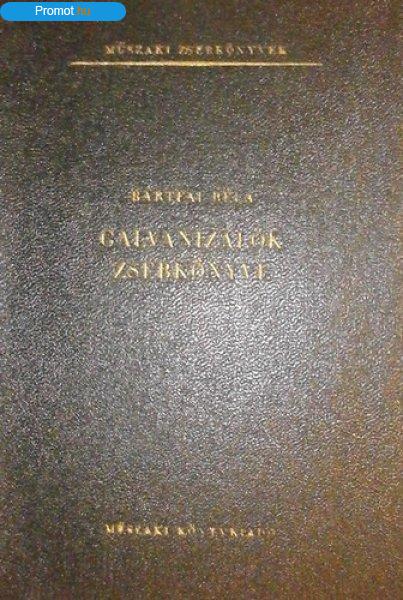 Promot.hu
MŰSZAKI ZSEBKÖNYVEK
BÁRTFAI BÉLA
GALVANIZÁLÓK
ZSEBKÖNYVE
MŰSZAKI KÖNYVKIADÓ